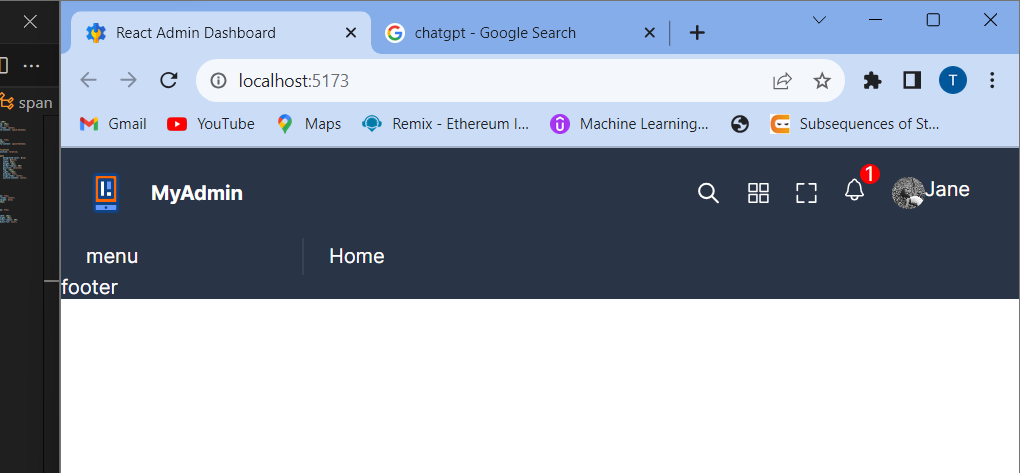 React Admin Dashboard
chatgpt - Google Search
span
localhost:5173
T
Gmail
YouTube
Maps
Remix - Ethereum I...
Machine Learning...
Subsequences of St...
MyAdmin
1
Jane
menu
Home
footer